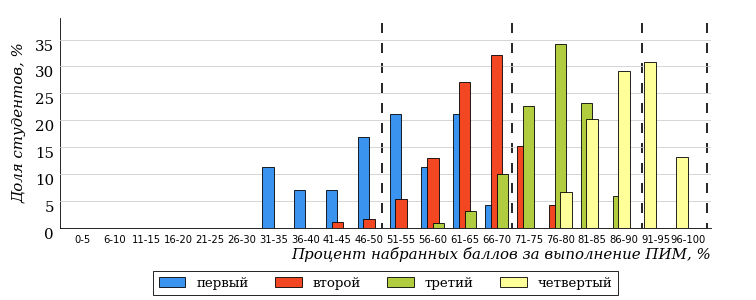 Доля студентов, %
35
30
25
20
15
10
5
0
0-5 6-10 11-15 16-20 21-25 26-30 31-35 36-40 41-45 46-50 51-55 56-60 61-65 66-70 71-75 76-80 81-85 86-90 91-95 96-100
Процент набранных баллов за выполнение ПИМ, %
первый второй третий четвертый